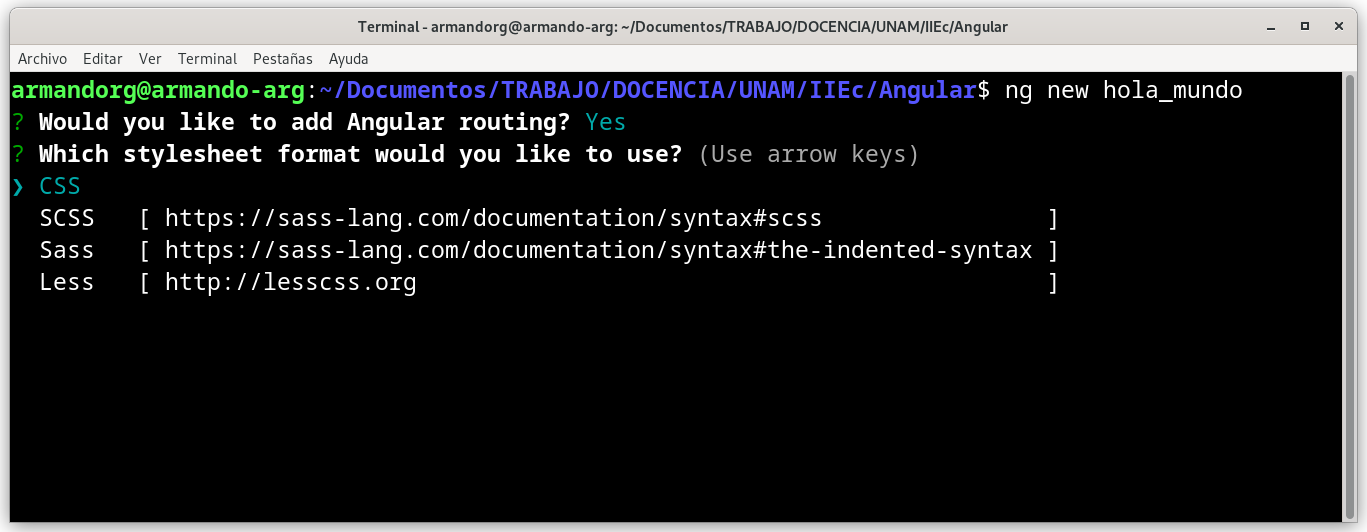 Terminal - armandorg@armando-arg: ~/Documentos/TRABAJO/DOCENCIA/UNAM/IIEc/Angular
Archivo Editar Ver Terminal Pestañas Ayuda
armandorg@armando-arg:~/Documentos/TRABAJO/DOCENCIA/UNAM/IIEc/Angular$ ng new hola_mundo
? Would you like to add Angular routing? Yes
? Which stylesheet format would you like to use? (Use arrow keys)
❯ CSS
SCSS [ https://sass-lang.com/documentation/syntax#scss ]
Sass [ https://sass-lang.com/documentation/syntax#the-indented-syntax ]
Less [ http://lesscss.org ]